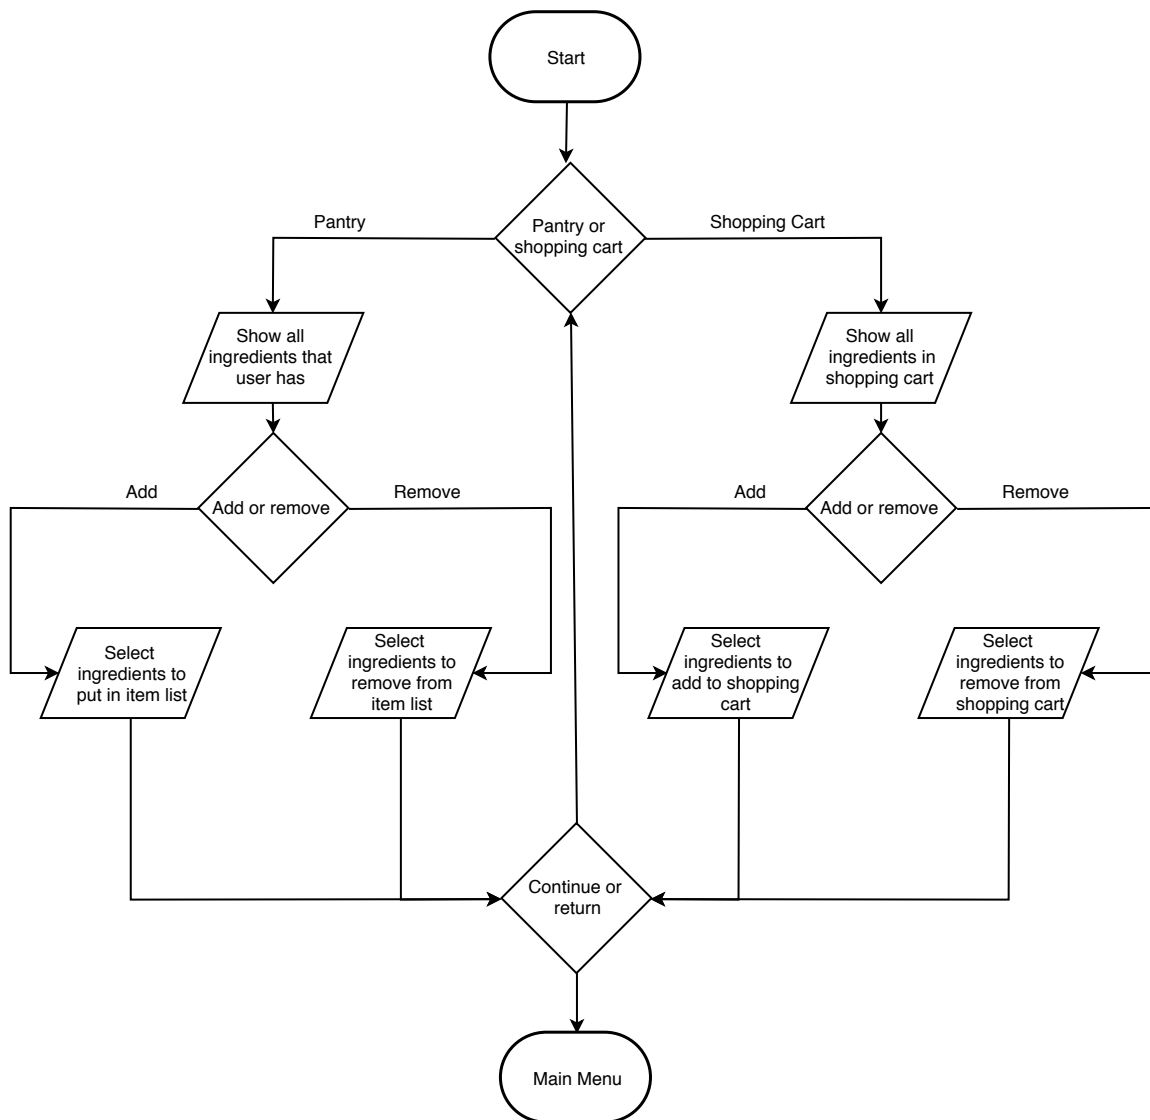 Start
Pantry or
shopping cart
Pantry
Shopping Cart
Show all
ingredients that
user has
Show all
ingredients in
shopping cart
Add or remove
Add
Remove
Add or remove
Add
Remove
Select
ingredients to
put in item list
Select
ingredients to
remove from
item list
Select
ingredients to
add to shopping
cart
Select
ingredients to
remove from
shopping cart
Continue or
return
Main Menu